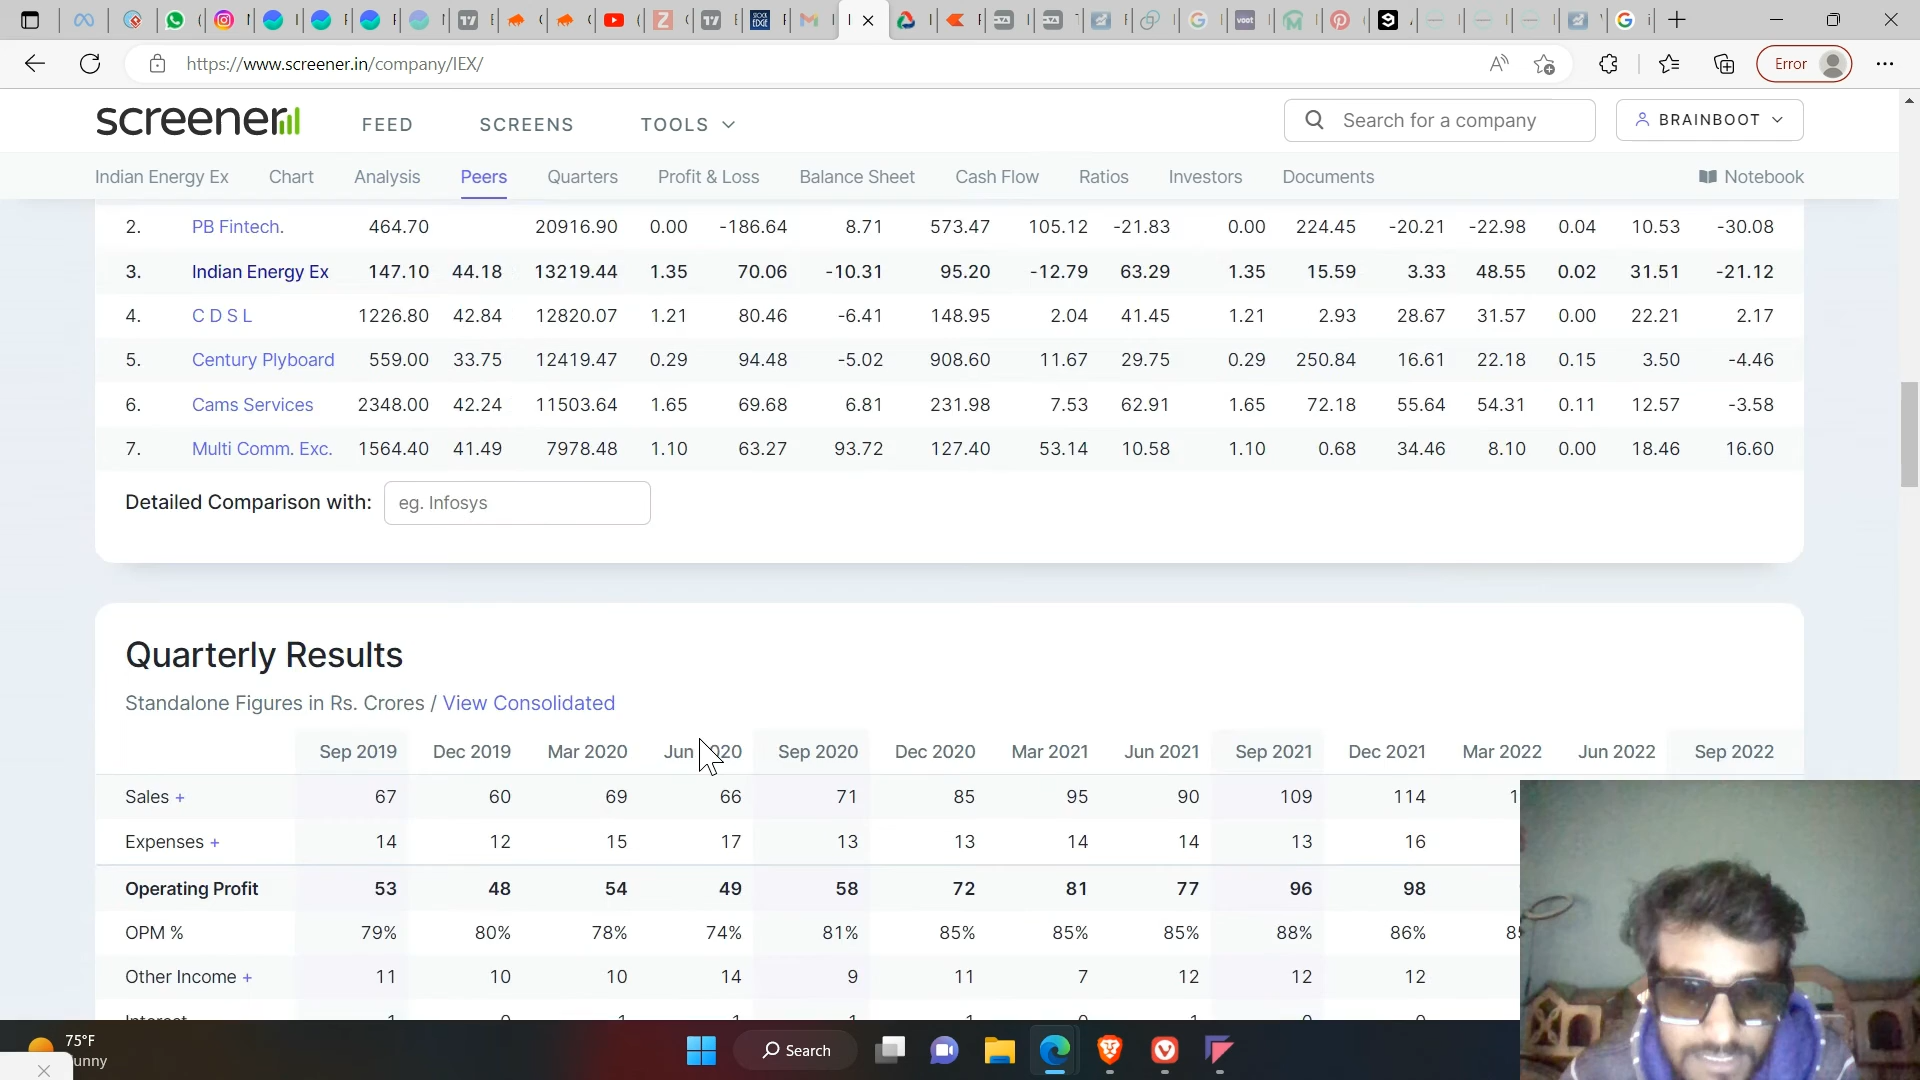 https://www.screener.in/company/IEX/
Error
screener
FEED
SCREENS
TOOLS
Search for a company
BRAINBOOT
Indian Energy Ex Chart Analysis Peers Quarters Profit & Loss Balance Sheet Cash Flow Ratios Investors Documents Notebook
2. PB Fintech. 464.70 20916.90 0.00 -186.64 8.71 573.47 105.12 -21.83 0.00 224.45 -20.21 -22.98 0.04 10.53 -30.08
3. Indian Energy Ex 147.10 44.18 13219.44 1.35 70.06 -10.31 95.20 -12.79 63.29 1.35 15.59 3.33 48.55 0.02 31.51 -21.12
4. C D S L 1226.80 42.84 12820.07 1.21 80.46 -6.41 148.95 2.04 41.45 1.21 2.93 28.67 31.57 0.00 22.21 2.17
5. Century Plyboard 559.00 33.75 12419.47 0.29 94.48 -5.02 908.60 11.67 29.75 0.29 250.84 16.61 22.18 0.15 3.50 -4.46
6. Cams Services 2348.00 42.24 11503.64 1.65 69.68 6.81 231.98 7.53 62.91 1.65 72.18 55.64 54.31 0.11 12.57 -3.58
7. Multi Comm. Exc. 1564.40 41.49 7978.48 1.10 63.27 93.72 127.40 53.14 10.58 1.10 0.68 34.46 8.10 0.00 18.46 16.60
Detailed Comparison with: eg. Infosys
Quarterly Results
Standalone Figures in Rs. Crores / View Consolidated
Sep 2019 Dec 2019 Mar 2020 Jun 20 Sep 2020 Dec 2020 Mar 2021 Jun 2021 Sep 2021 Dec 2021 Mar 2022 Jun 2022 Sep 2022
Sales + 67 60 69 66 71 85 95 90 109 114 1
Expenses + 14 12 15 17 13 13 14 14 13 16
Operating Profit 53 48 54 49 58 72 81 77 96 98
OPM % 79% 80% 78% 74% 81% 85% 85% 85% 88% 86%
Other Income + 11 10 10 14 9 11 7 12 12 12
75°F
unny
Search